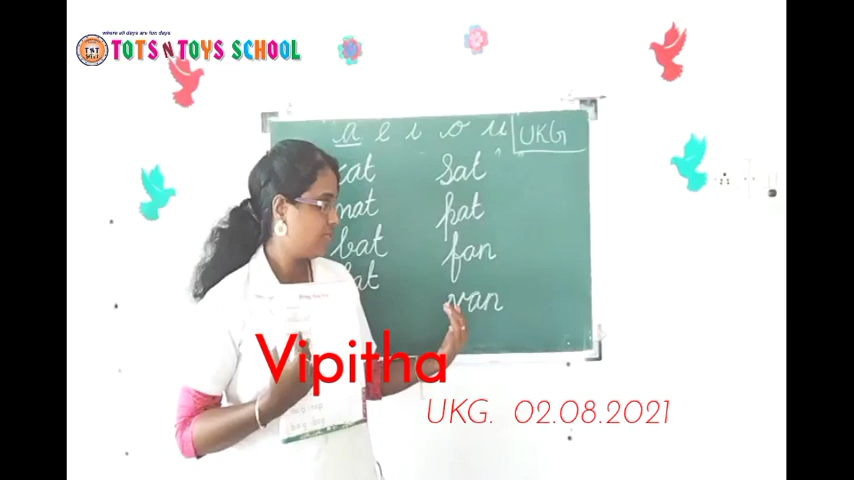 where all days are fun days
TOTS N TOYS SCHOOL
a e i o u UKG
cat sat
mat pat
bat fan
van
Vipitha
UKG. 02.08.2021